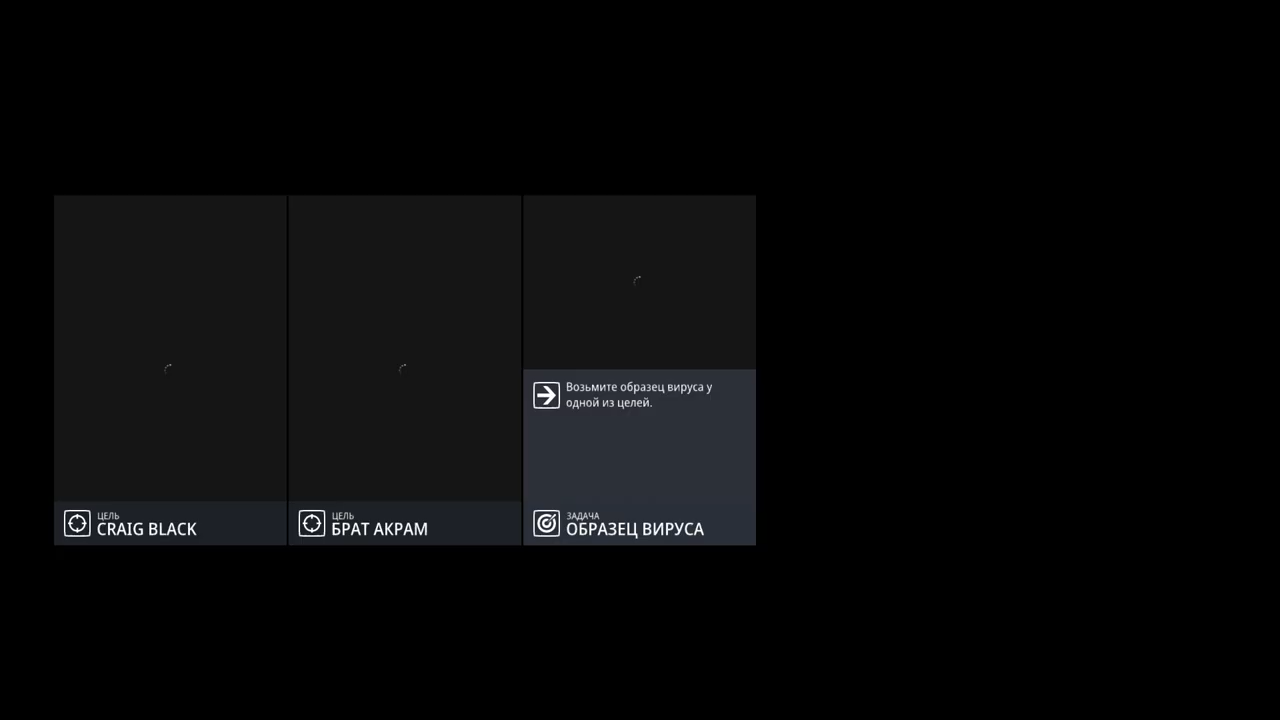 ЦЕЛЬ
CRAIG BLACK
ЦЕЛЬ
БРАТ АКРАМ
Возьмите образец вируса у
одной из целей.
ЗАДАЧА
ОБРАЗЕЦ ВИРУСА